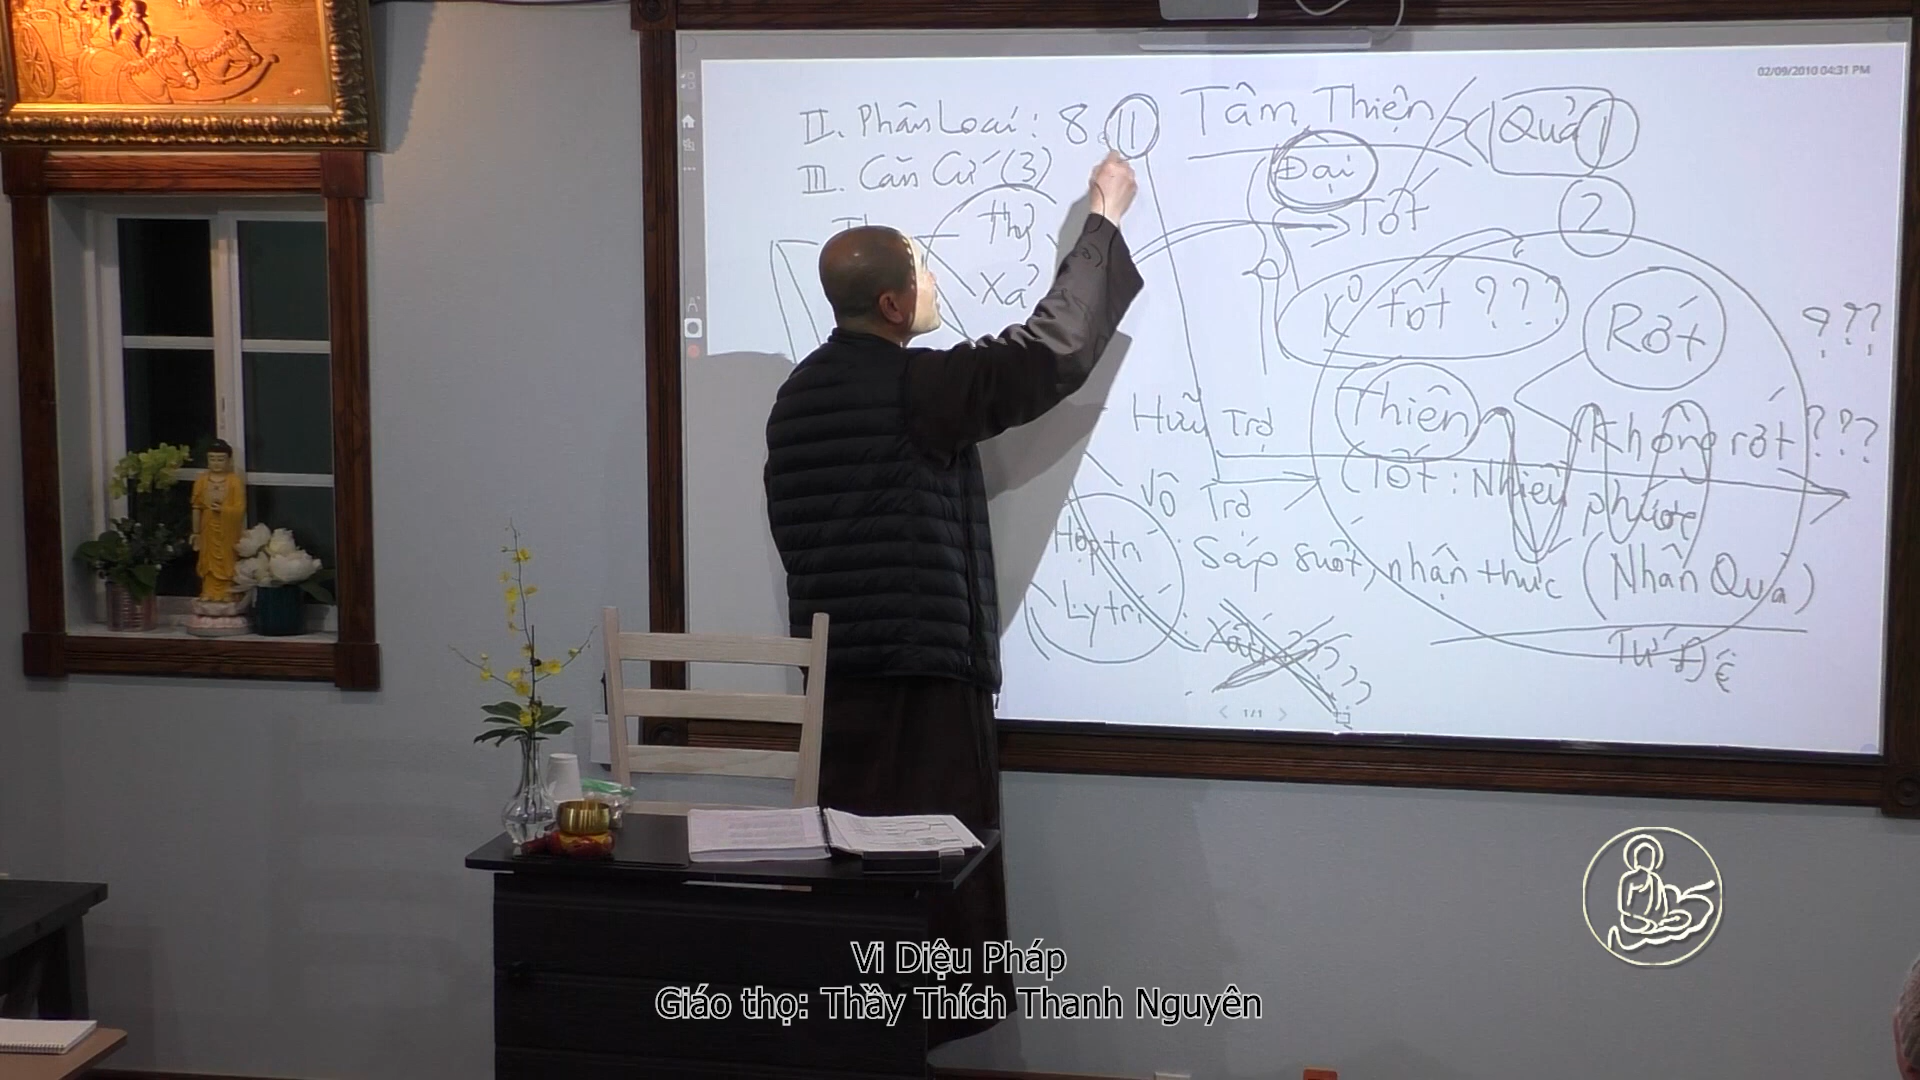 02/09/2010 04:31 PM
II. Phân Loại: 8 11 Tâm Thiện Quả 1
III. Căn Cứ (3) Đại
Thọ Tốt 2
Xả K° tốt ??? Rớt ???
Thiện
Hữu Trợ Không rớt ???
(Tốt: Nhiều phước
Vô Trợ
Hợp trí Sáp suốt, nhận thức (Nhân Quả)
Ly trí Xấu ???
Tứ Đế
1/1
Vi Diệu Pháp
Giáo thọ: Thầy Thích Thanh Nguyên